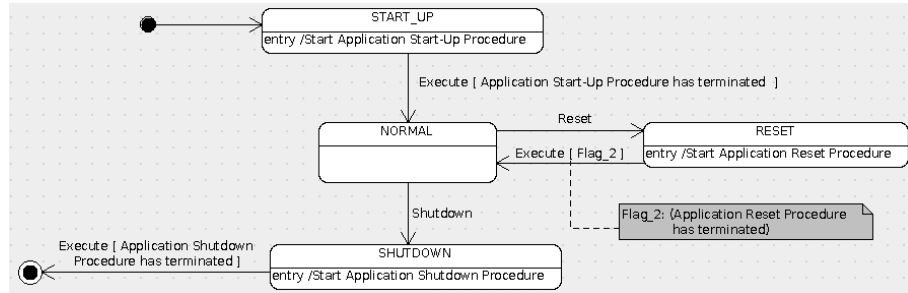 START_UP
entry /Start Application Start-Up Procedure
Execute [ Application Start-Up Procedure has terminated ]
NORMAL
Reset
RESET
entry /Start Application Reset Procedure
Execute [ Flag_2 ]
Flag_2: (Application Reset Procedure
has terminated)
Shutdown
SHUTDOWN
entry /Start Application Shutdown Procedure
Execute [ Application Shutdown
Procedure has terminated ]